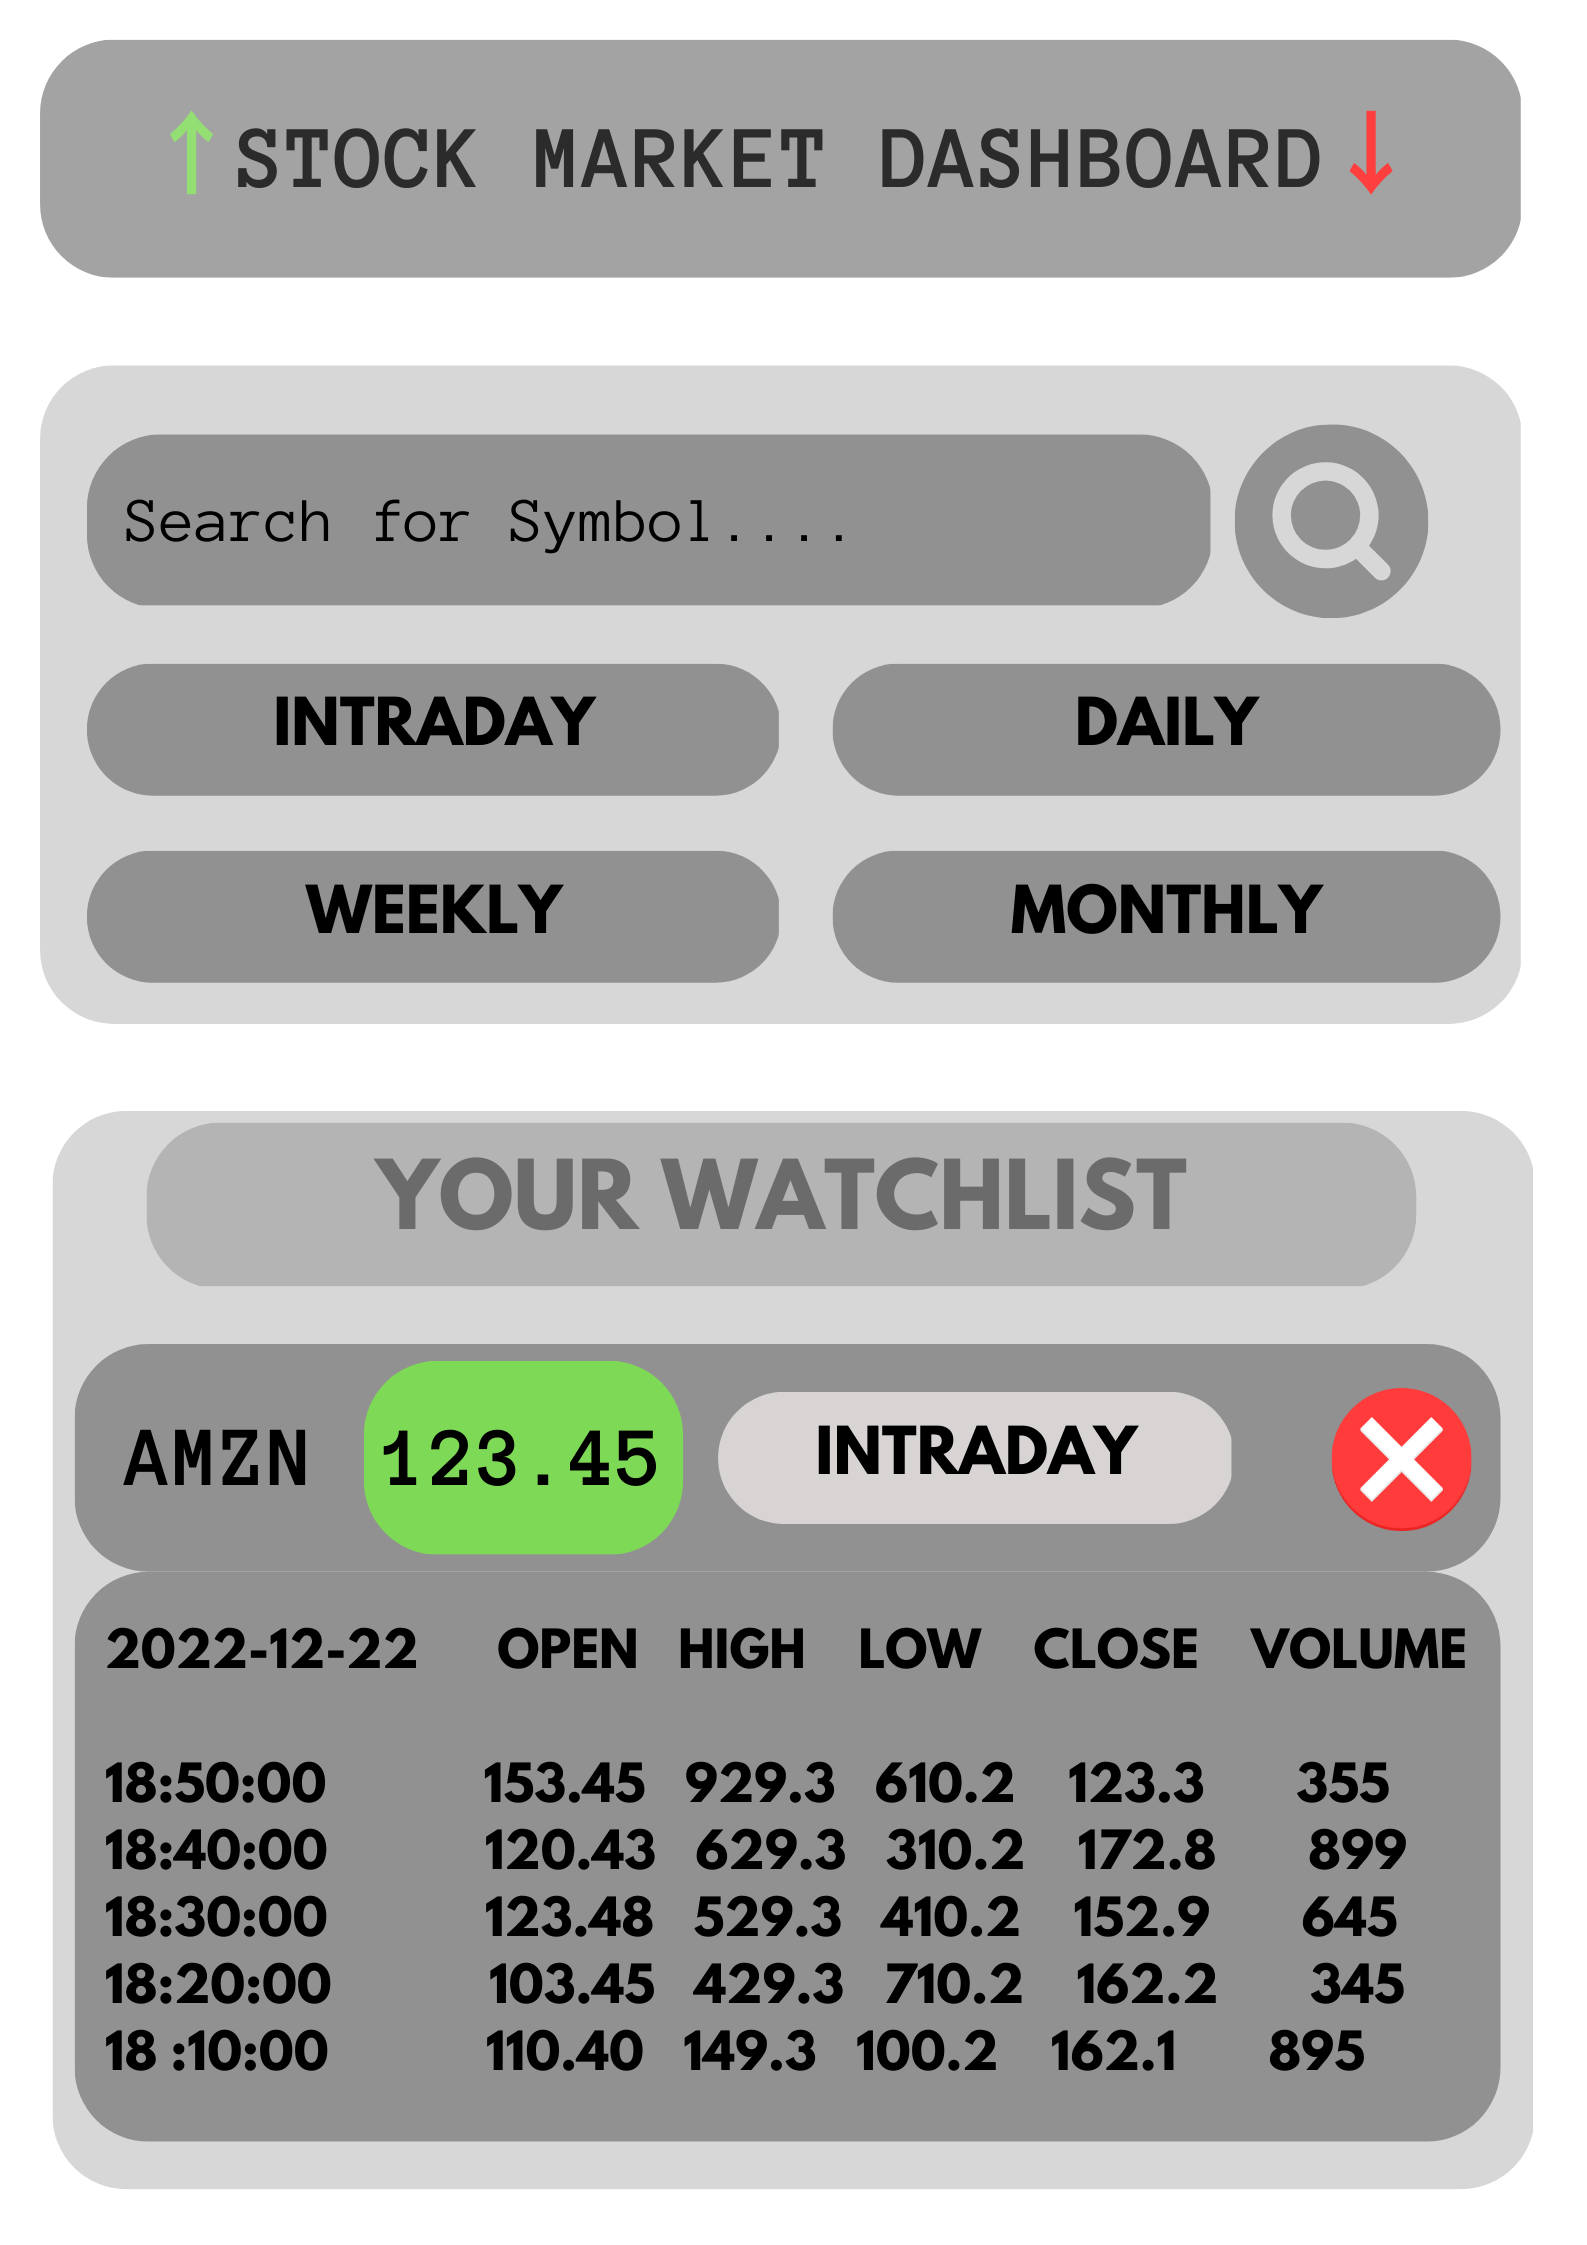 ↑STOCK MARKET DASHBOARD↓
Search for Symbol....
INTRADAY DAILY
WEEKLY MONTHLY
YOUR WATCHLIST
AMZN 123.45 INTRADAY
2022-12-22 OPEN HIGH LOW CLOSE VOLUME
18:50:00 153.45 929.3 610.2 123.3 355
18:40:00 120.43 629.3 310.2 172.8 899
18:30:00 123.48 529.3 410.2 152.9 645
18:20:00 103.45 429.3 710.2 162.2 345
18 :10:00 110.40 149.3 100.2 162.1 895